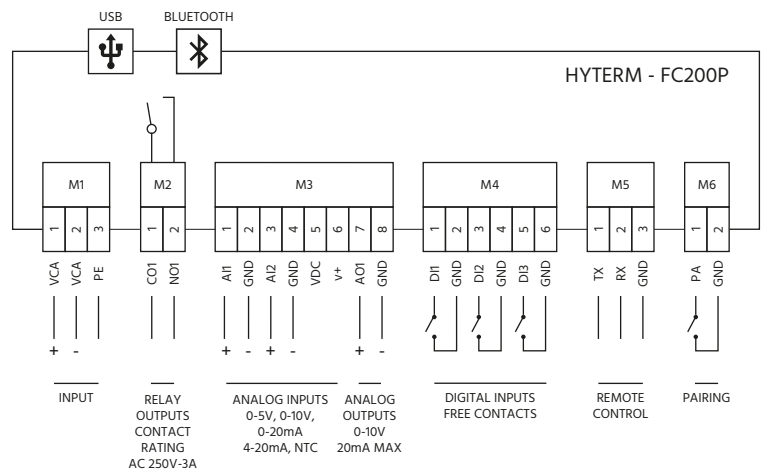 USB BLUETOOTH
HYTERM - FC200P
M1 M2 M3 M4 M5 M6
1 2 3 1 2 1 2 3 4 5 6 7 8 1 2 3 4 5 6 1 2 3 1 2
VCA VCA PE CO1 NO1 AI1 GND AI2 GND VDC V+ AO1 GND DI1 GND DI2 GND DI3 GND TX RX GND PA GND
+ - + - + - + -
INPUT
RELAY
OUTPUTS
CONTACT
RATING
AC 250V-3A
ANALOG INPUTS
0-5V, 0-10V,
0-20mA
4-20mA, NTC
ANALOG
OUTPUTS
0-10V
20mA MAX
DIGITAL INPUTS
FREE CONTACTS
REMOTE
CONTROL
PAIRING